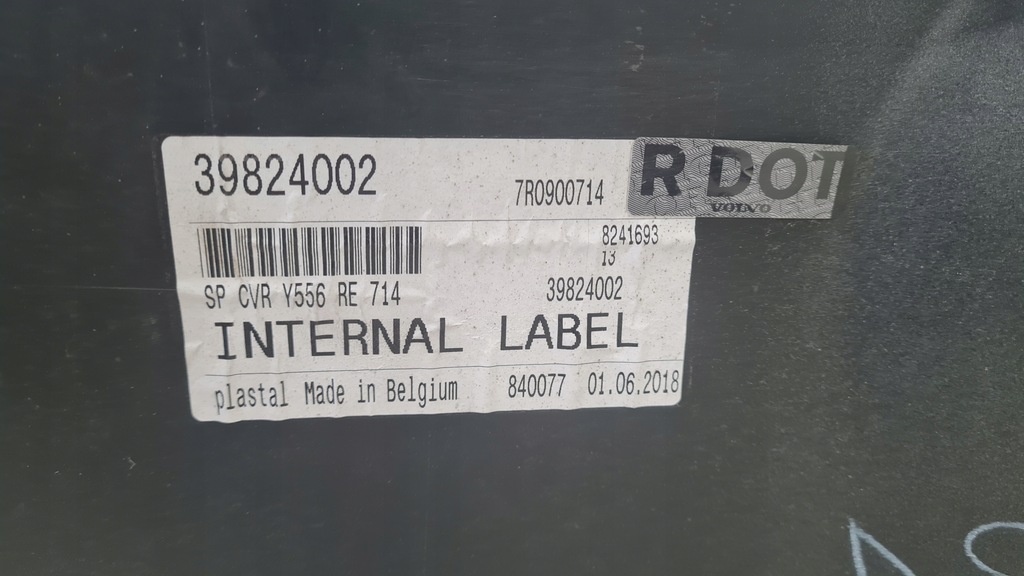 39824002
7R0900714
R DOT
VOLVO
8241693
13
SP CVR Y556 RE 714
39824002
INTERNAL LABEL
plastal Made in Belgium
840077 01.06.2018